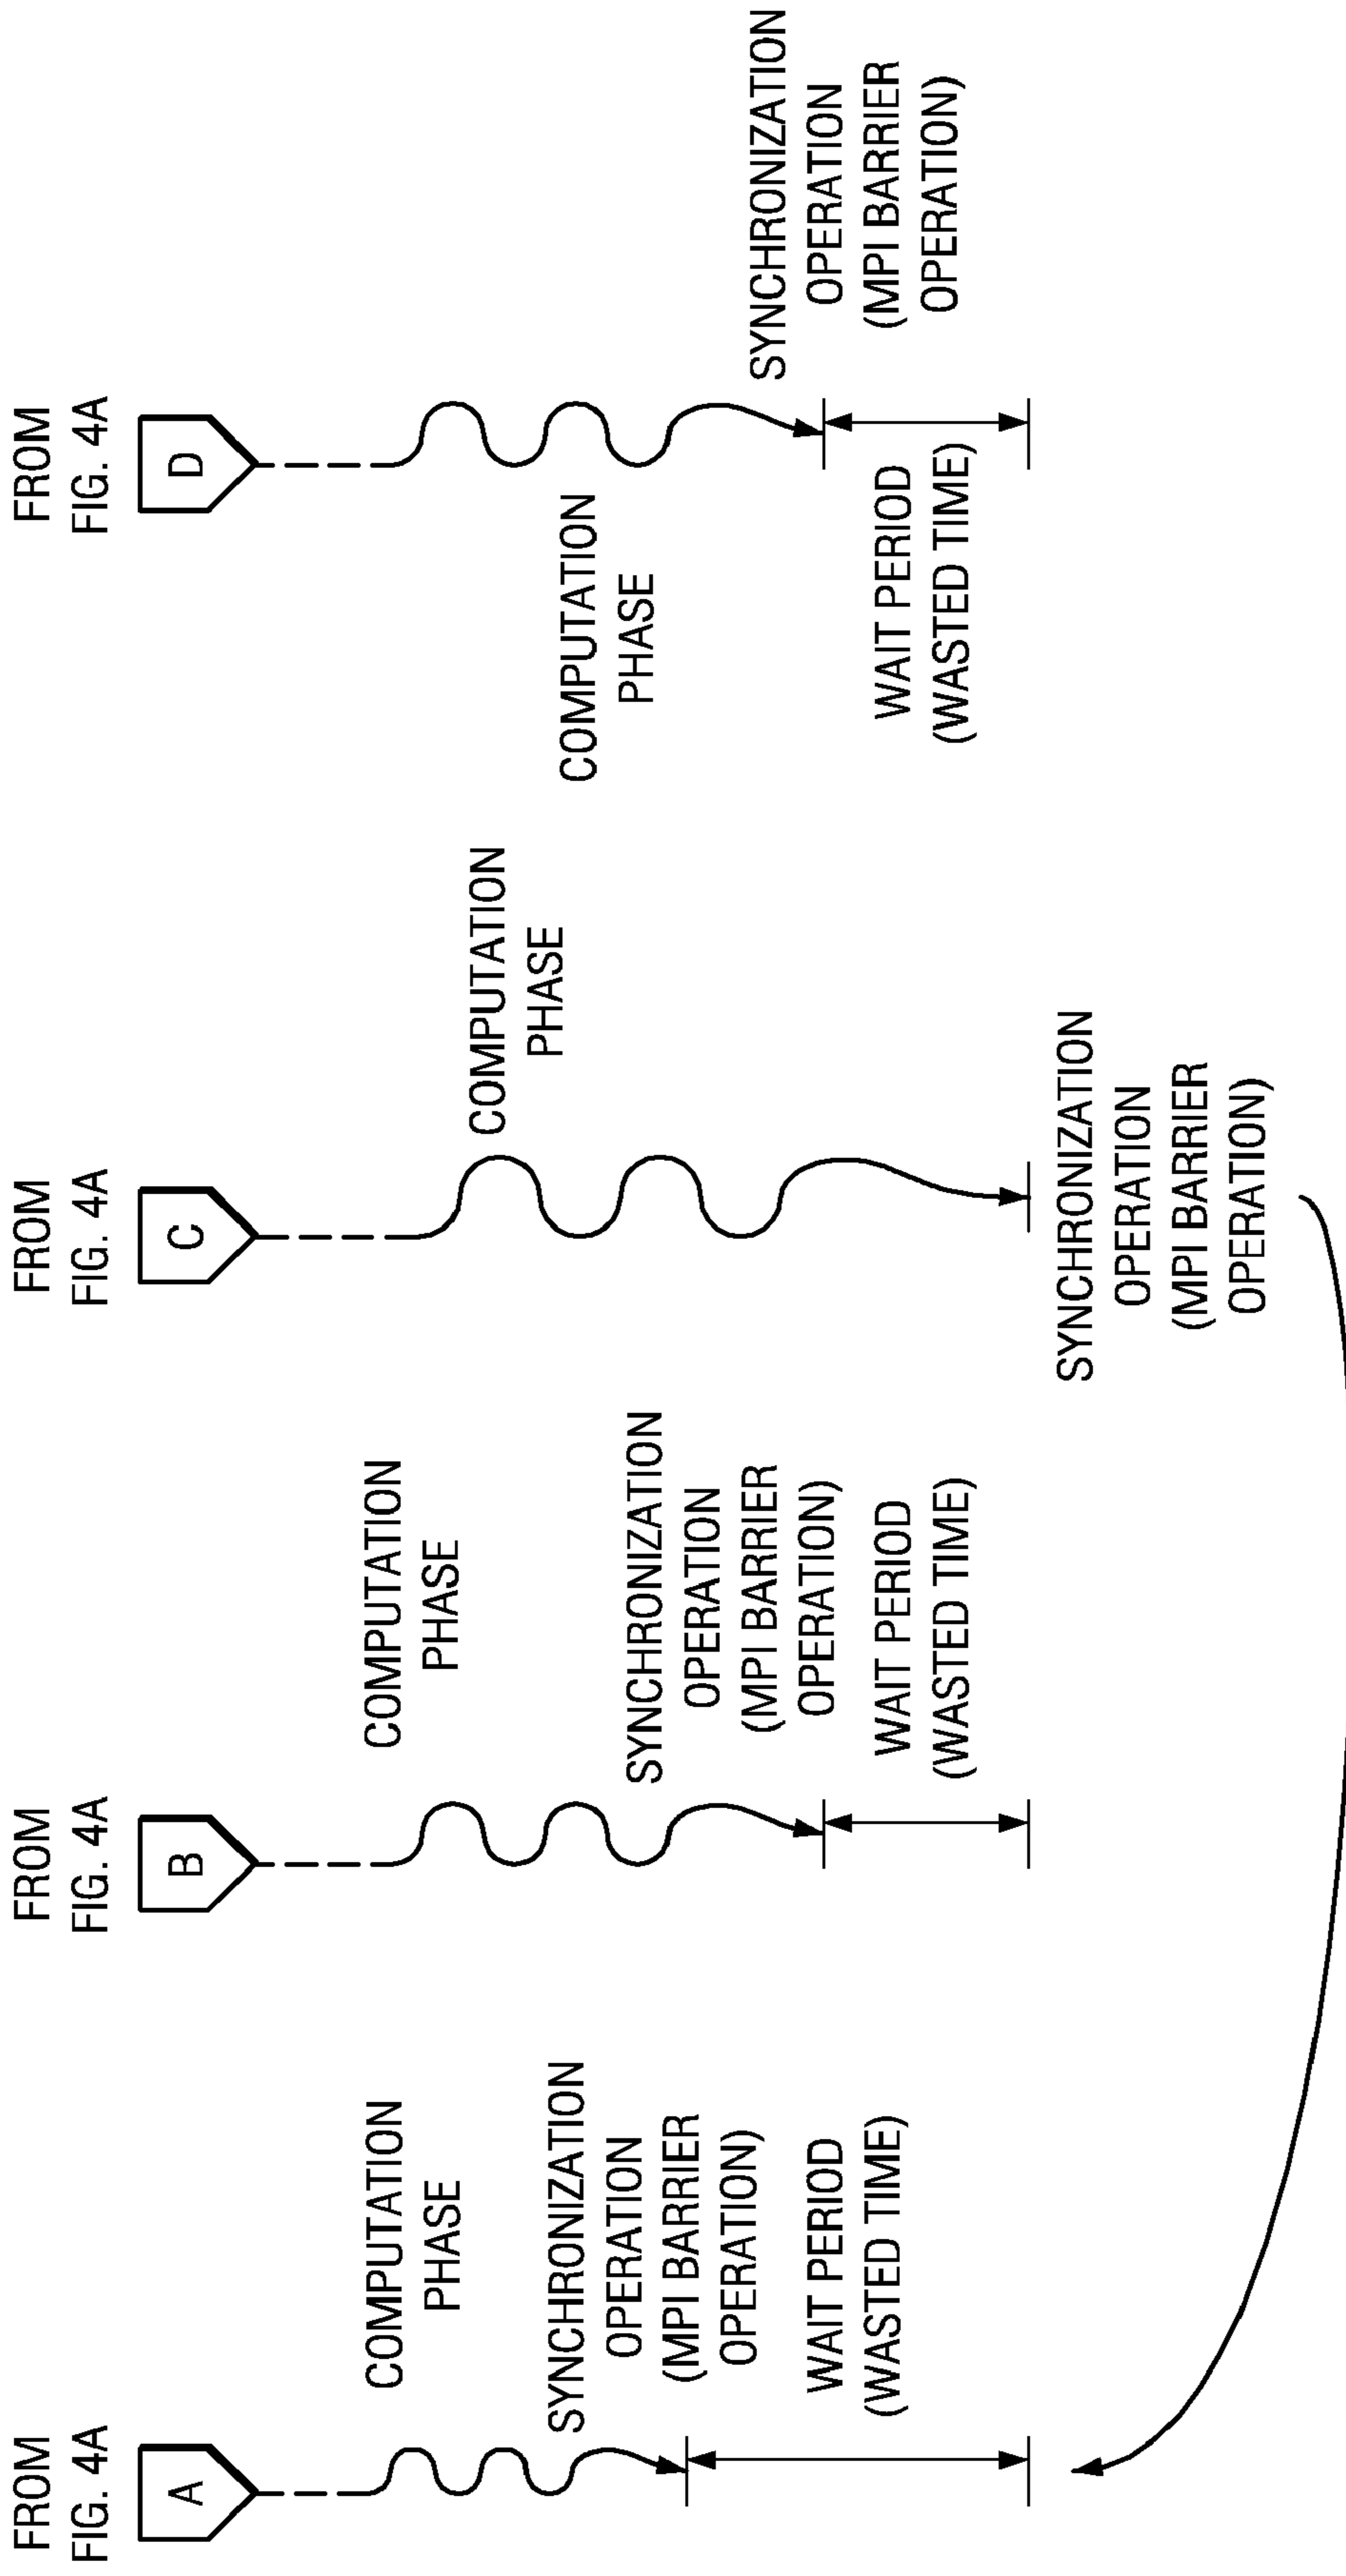 FROM
FIG. 4A
A
COMPUTATION
PHASE
SYNCHRONIZATION
OPERATION
(MPI BARRIER
OPERATION)
WAIT PERIOD
(WASTED TIME)
FROM
FIG. 4A
B
COMPUTATION
PHASE
SYNCHRONIZATION
OPERATION
(MPI BARRIER
OPERATION)
WAIT PERIOD
(WASTED TIME)
FROM
FIG. 4A
C
COMPUTATION
PHASE
SYNCHRONIZATION
OPERATION
(MPI BARRIER
OPERATION)
FROM
FIG. 4A
D
COMPUTATION
PHASE
SYNCHRONIZATION
OPERATION
(MPI BARRIER
OPERATION)
WAIT PERIOD
(WASTED TIME)